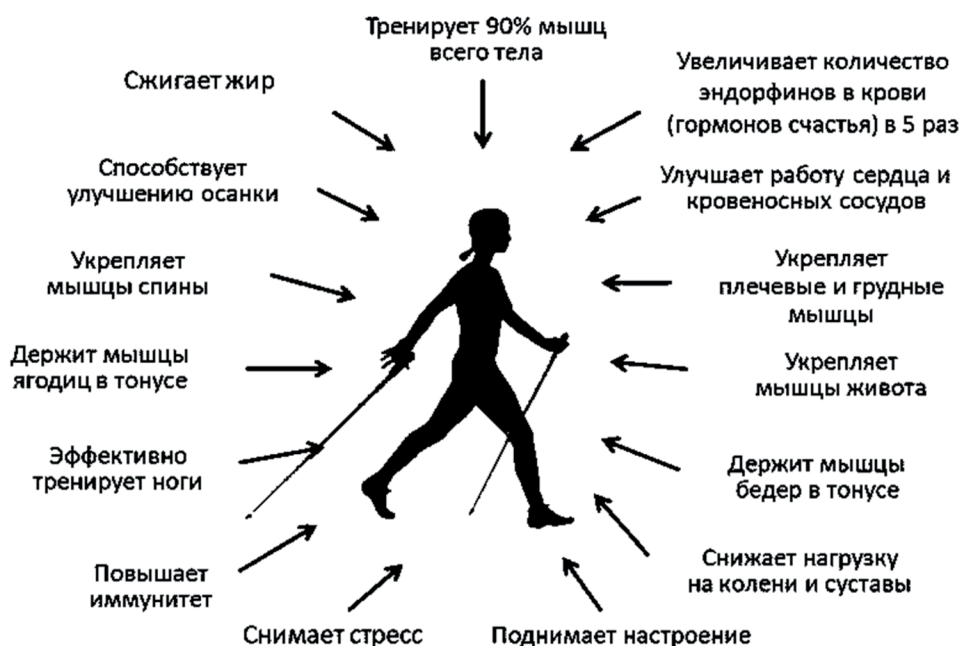 Тренирует 90% мышц
всего тела
Увеличивает количество
эндорфинов в крови
(гормонов счастья) в 5 раз
Сжигает жир
Способствует
улучшению осанки
Улучшает работу сердца и
кровеносных сосудов
Укрепляет
мышцы спины
Укрепляет
плечевые и грудные
мышцы
Держит мышцы
ягодиц в тонусе
Укрепляет
мышцы живота
Эффективно
тренирует ноги
Держит мышцы
бедер в тонусе
Повышает
иммунитет
Снижает нагрузку
на колени и суставы
Снимает стресс
Поднимает настроение